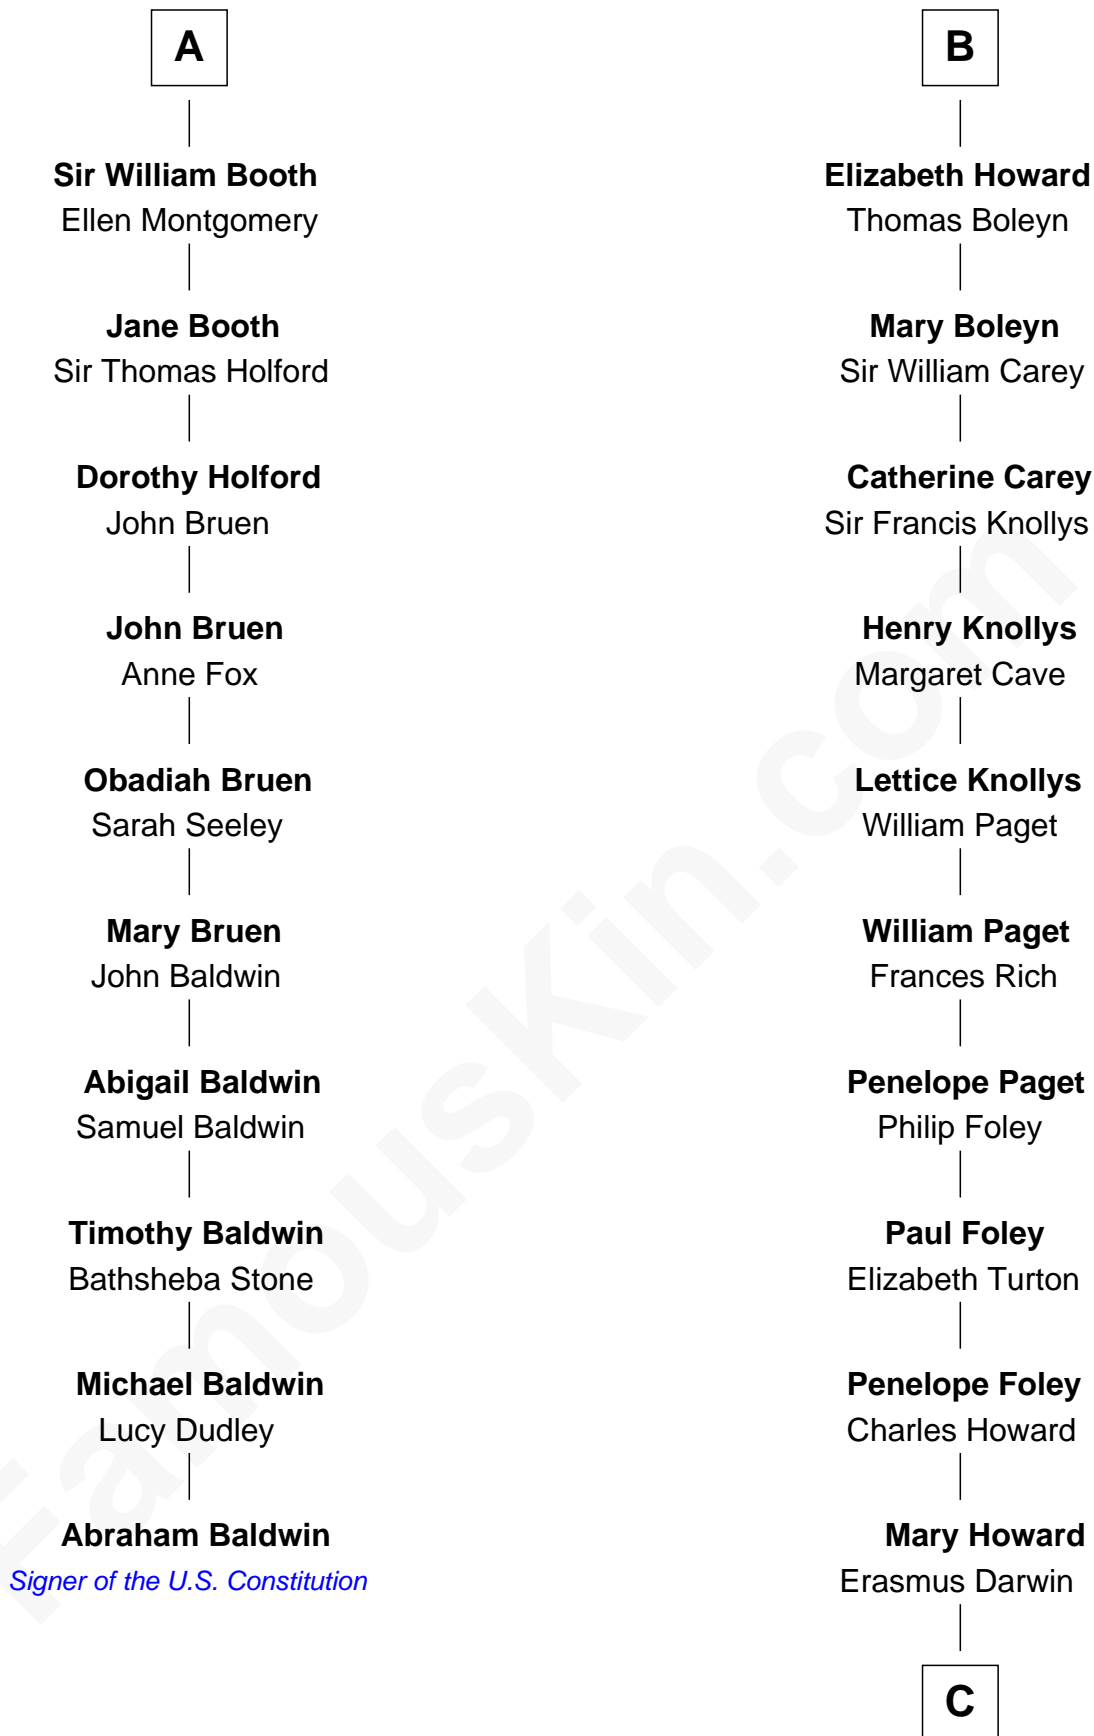 A
Sir William Booth
Ellen Montgomery
Jane Booth
Sir Thomas Holford
Dorothy Holford
John Bruen
John Bruen
Anne Fox
Obadiah Bruen
Sarah Seeley
Mary Bruen
John Baldwin
Abigail Baldwin
Samuel Baldwin
Timothy Baldwin
Bathsheba Stone
Michael Baldwin
Lucy Dudley
Abraham Baldwin
Signer of the U.S. Constitution
B
Elizabeth Howard
Thomas Boleyn
Mary Boleyn
Sir William Carey
Catherine Carey
Sir Francis Knollys
Henry Knollys
Margaret Cave
Lettice Knollys
William Paget
William Paget
Frances Rich
Penelope Paget
Philip Foley
Paul Foley
Elizabeth Turton
Penelope Foley
Charles Howard
Mary Howard
Erasmus Darwin
C
FamousKin.com